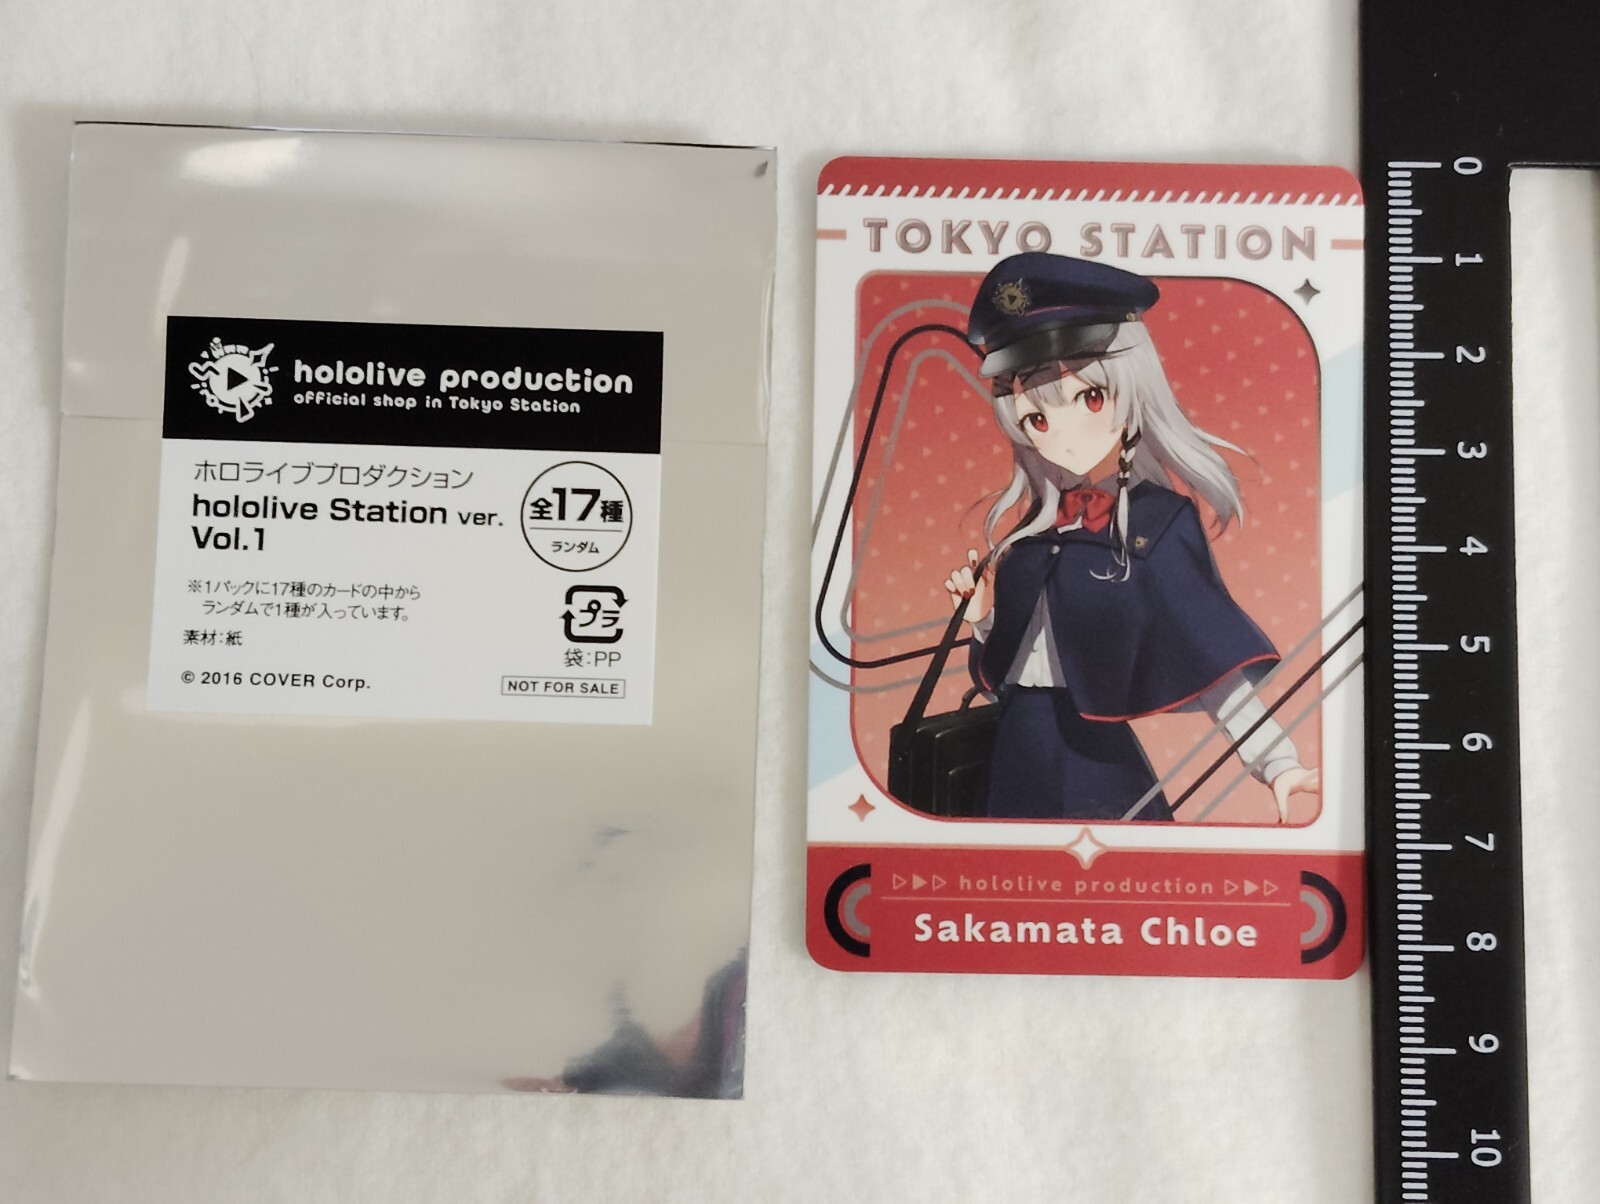 hololive production
official shop in Tokyo Station
ホロライブプロダクション
hololive Station ver.
Vol.1
全17種
ランダム
※1パックに17種のカードの中から
ランダムで1種が入っています。
素材:紙
プラ
袋:PP
© 2016 COVER Corp.
NOT FOR SALE
TOKYO STATION
hololive production
Sakamata Chloe
0
1
2
3
4
5
6
7
8
9
10